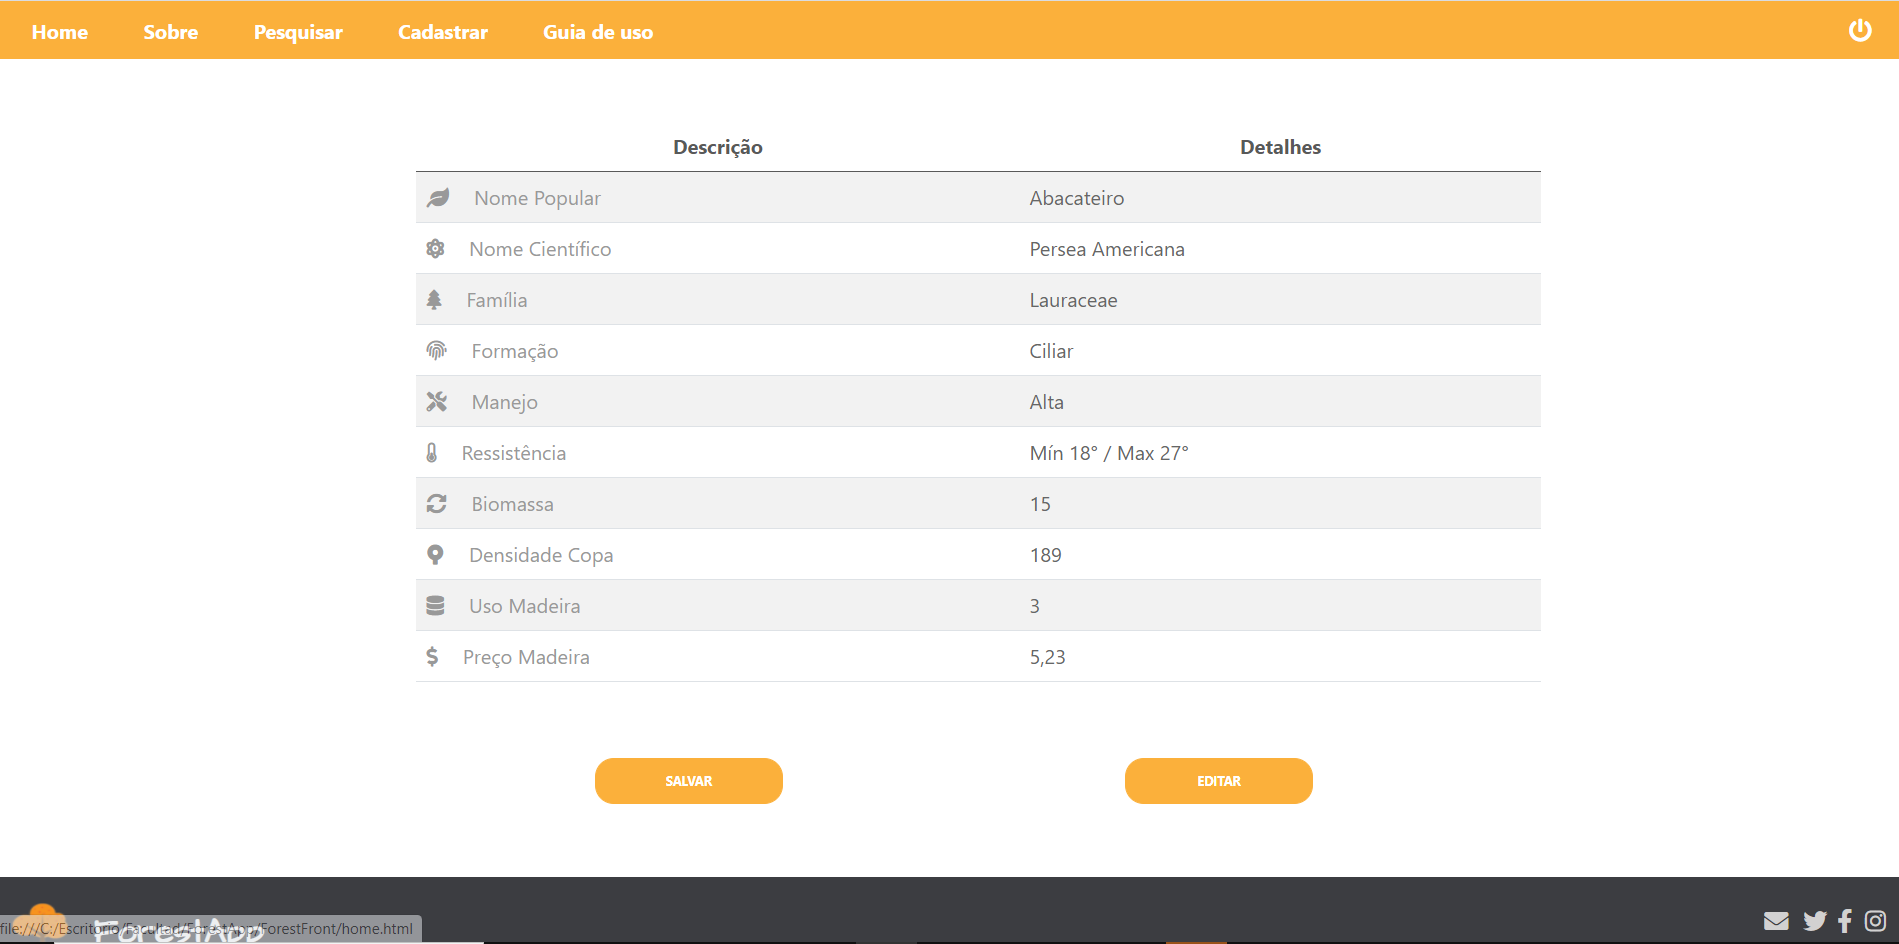 Home Sobre Pesquisar Cadastrar Guia de uso
Descrição Detalhes
Nome Popular Abacateiro
Nome Científico Persea Americana
Família Lauraceae
Formação Ciliar
Manejo Alta
Ressistência Mín 18° / Max 27°
Biomassa 15
Densidade Copa 189
Uso Madeira 3
Preço Madeira 5,23
SALVAR EDITAR
ForestApp
file:///C:/Escritorio/Facultad/ForestApp/ForestFront/home.html